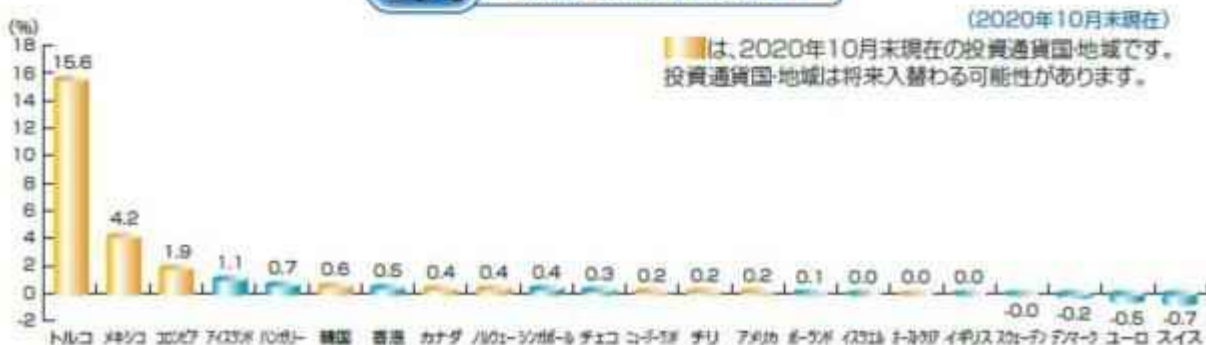 (2020年10月末現在)
は、2020年10月末現在の投資通貨国・地域です。
投資通貨国・地域は将来入替わる可能性があります。
(%)
18
16
14
12
10
8
6
4
2
0
-2
15.6 4.2 1.9 1.1 0.7 0.6 0.5 0.4 0.4 0.4 0.3 0.2 0.2 0.2 0.1 0.0 0.0 0.0 -0.0 -0.2 -0.5 -0.7
トルコ メキシコ コロンビア アイスランド ハンガリー 韓国 香港 カナダ ノルウェー シンガポール チェコ ニュージーランド チリ アメリカ ポーランド イスラエル オーストラリア イギリス スウェーデン デンマーク ユーロ スイス